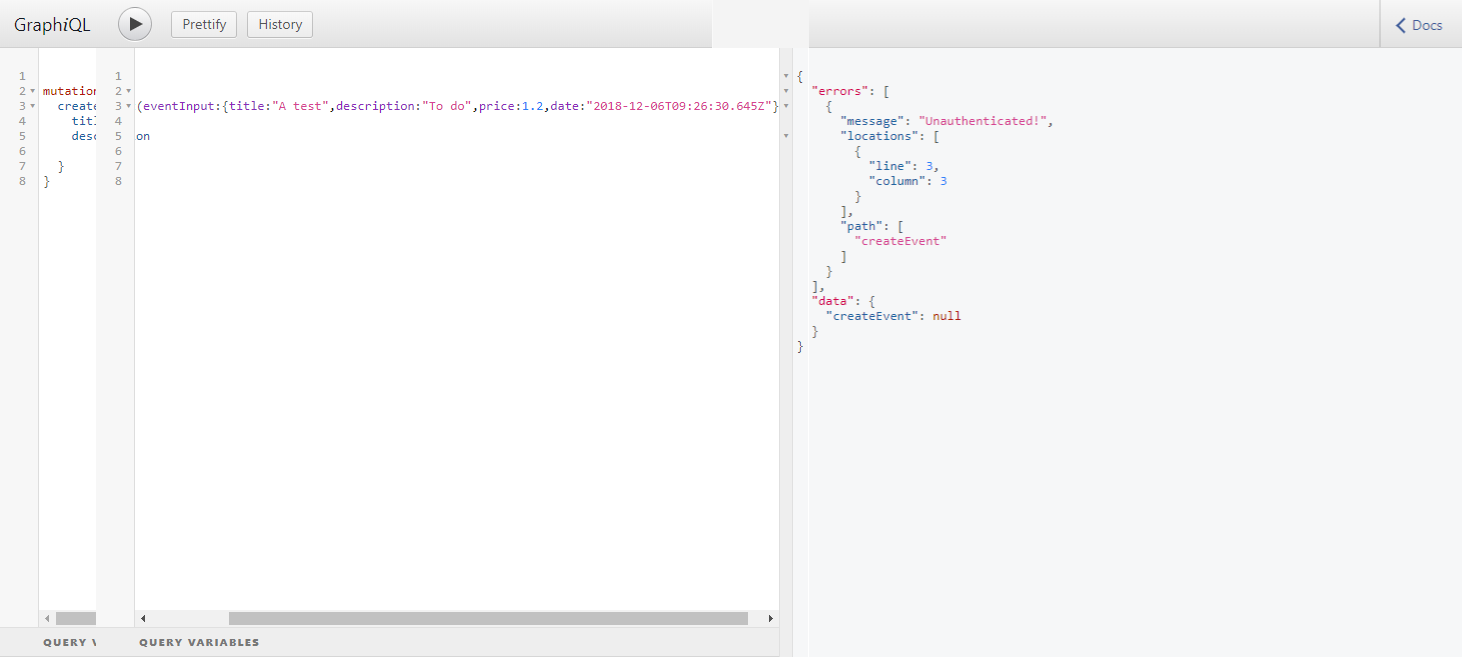 GraphiQL Prettify History Docs
1 1 {
2 mutation 2 "errors": [
3 create 3 (eventInput:{title:"A test",description:"To do",price:1.2,date:"2018-12-06T09:26:30.645Z"} {
4 titl 4 "message": "Unauthenticated!",
5 desc 5 on "locations": [
6 6 {
7 } 7 "line": 3,
8 } 8 "column": 3
}
],
"path": [
"createEvent"
]
}
],
"data": {
"createEvent": null
}
}
QUERY V QUERY VARIABLES